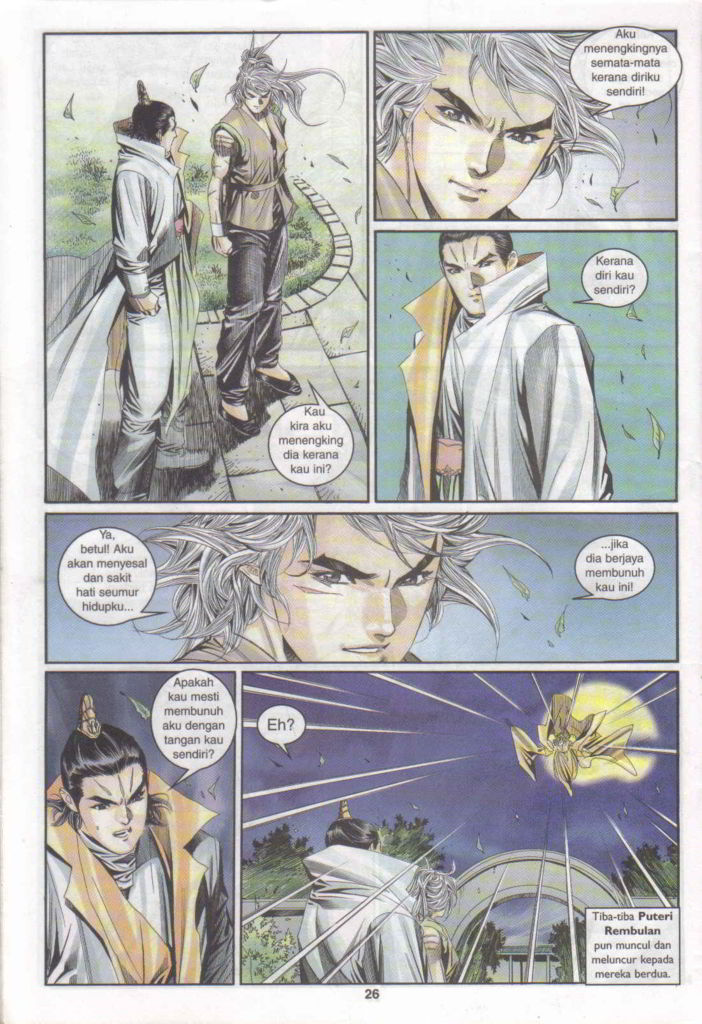 Kau
kira aku
menengking
dia kerana
kau ini?
Aku
menengkingnya
semata-mata
kerana diriku
sendiri!
Kerana
diri kau
sendiri?
Ya,
betul! Aku
akan menyesal
dan sakit
hati seumur
hidupku...
...jika
dia berjaya
membunuh
kau ini!
Apakah
kau mesti
membunuh
aku dengan
tangan kau
sendiri?
Eh?
Tiba-tiba Puteri
Rembulan
pun muncul dan
meluncur kepada
mereka berdua.
26